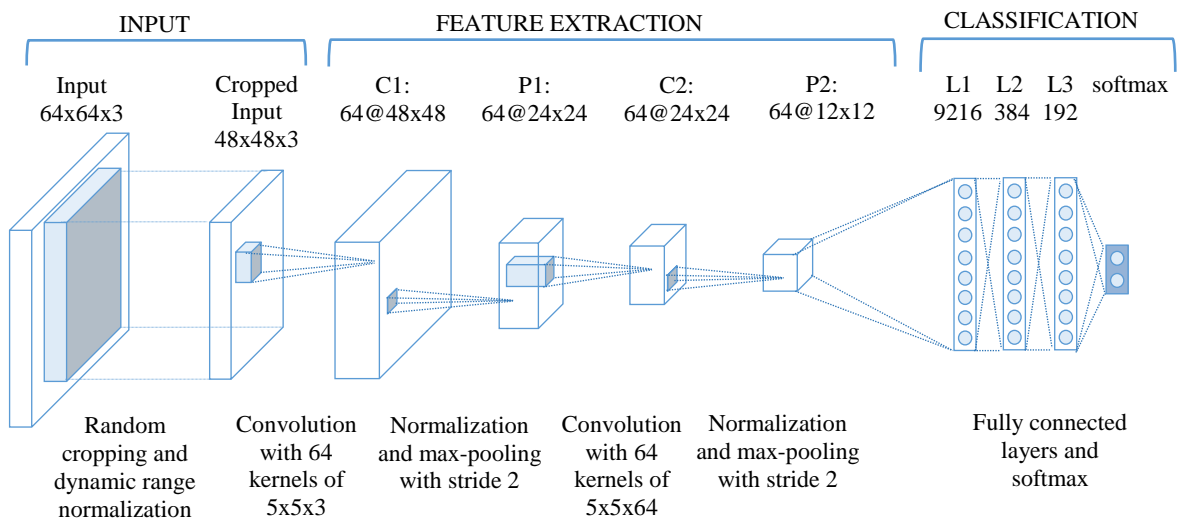 INPUT
FEATURE EXTRACTION
CLASSIFICATION
Input
64x64x3
Cropped
Input
48x48x3
C1:
64@48x48
P1:
64@24x24
C2:
64@24x24
P2:
64@12x12
L1
9216
L2
384
L3
192
softmax
Random
cropping and
dynamic range
normalization
Convolution
with 64
kernels of
5x5x3
Normalization
and max-pooling
with stride 2
Convolution
with 64
kernels of
5x5x64
Normalization
and max-pooling
with stride 2
Fully connected
layers and
softmax